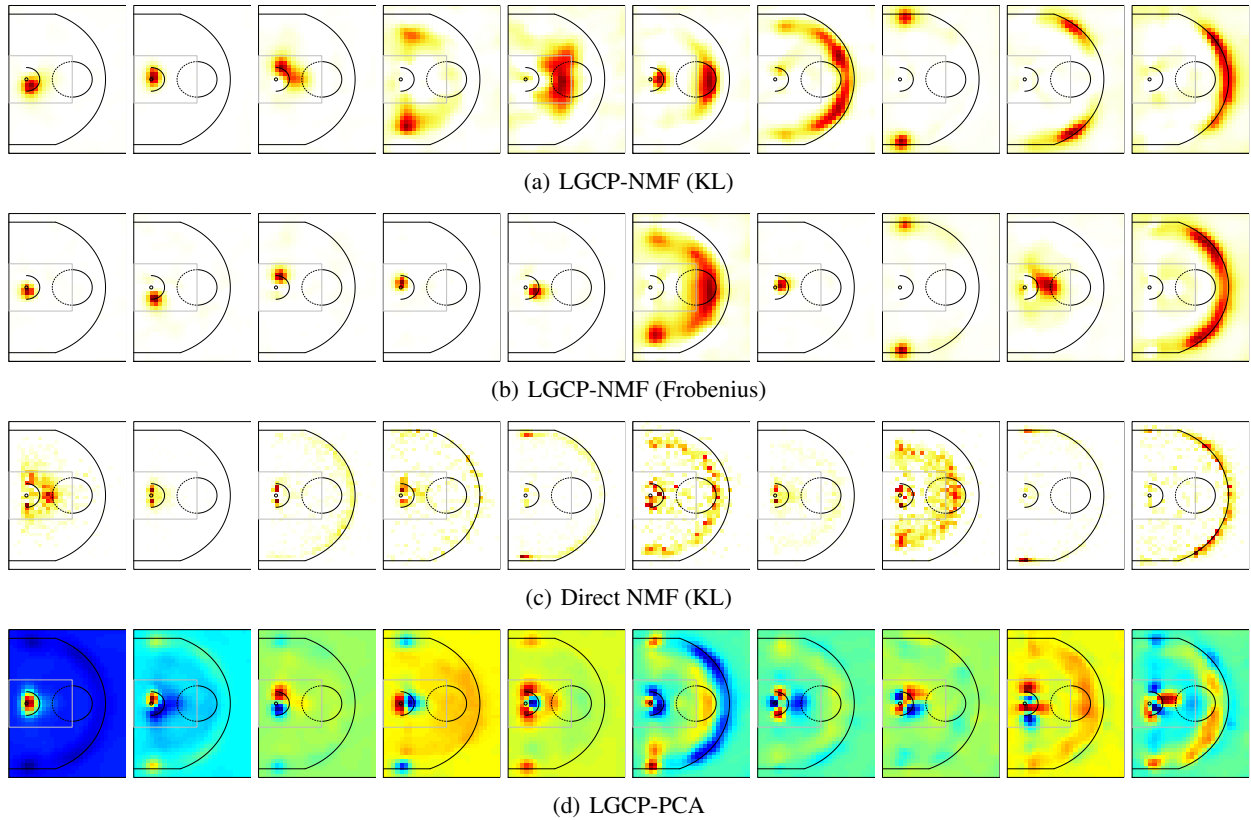 (a) LGCP-NMF (KL)
(b) LGCP-NMF (Frobenius)
(c) Direct NMF (KL)
(d) LGCP-PCA